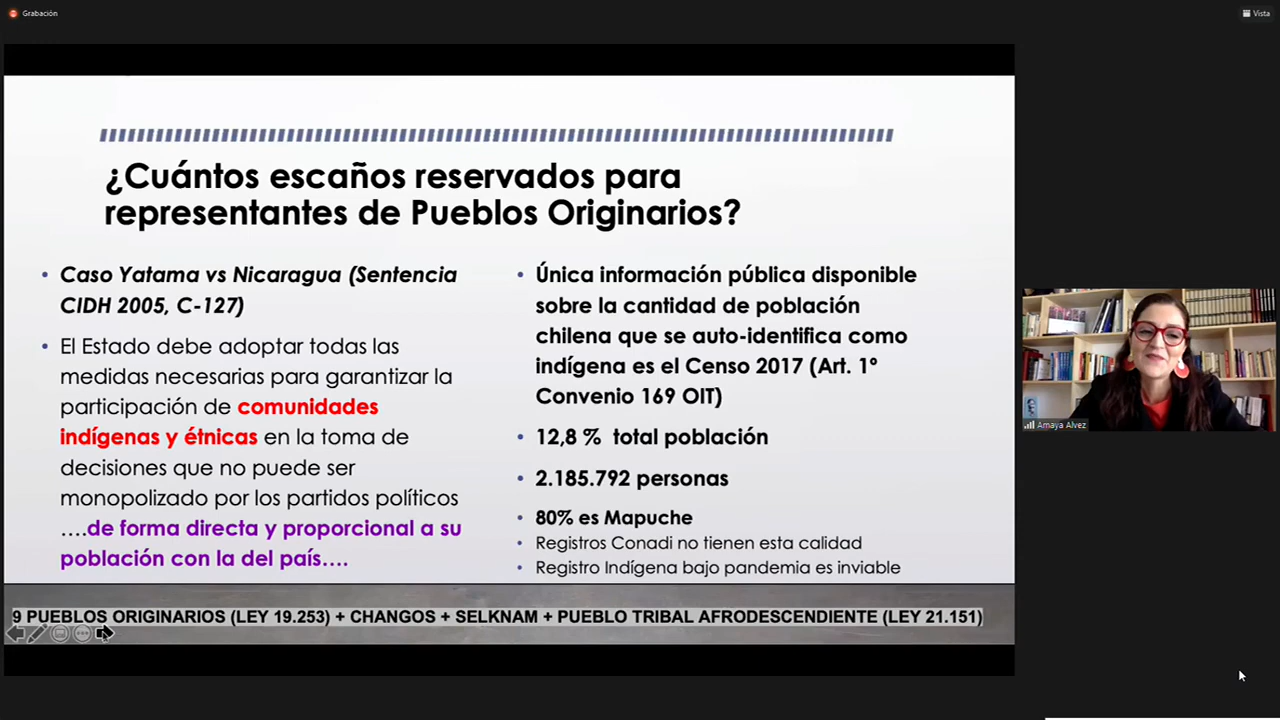 Grabación
Vista
¿Cuántos escaños reservados para
representantes de Pueblos Originarios?
• Caso Yatama vs Nicaragua (Sentencia
CIDH 2005, C-127)
• El Estado debe adoptar todas las
medidas necesarias para garantizar la
participación de comunidades
indígenas y étnicas en la toma de
decisiones que no puede ser
monopolizado por los partidos políticos
….de forma directa y proporcional a su
población con la del país….
• Única información pública disponible
sobre la cantidad de población
chilena que se auto-identifica como
indígena es el Censo 2017 (Art. 1º
Convenio 169 OIT)
• 12,8 % total población
• 2.185.792 personas
• 80% es Mapuche
• Registros Conadi no tienen esta calidad
• Registro Indígena bajo pandemia es inviable
9 PUEBLOS ORIGINARIOS (LEY 19.253) + CHANGOS + SELKNAM + PUEBLO TRIBAL AFRODESCENDIENTE (LEY 21.151)
Amaya Alvez